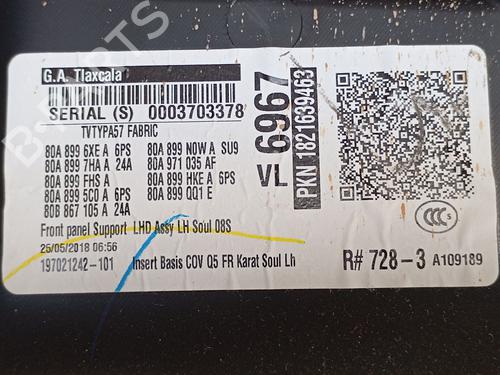 G.A. Tlaxcala
SERIAL (S) 0003703378
TVTYPA57 FABRIC
80A 899 6XE A 6PS 80A 899 NOW A SU9
80A 899 7HA A 24A 80A 971 035 AF
80A 899 FHS A 80A 899 HKE A 6PS
80A 899 5C0 A 6PS 80A 899 QQ1 E
80B 867 105 A 24A
Front panel Support LHD Assy LH Soul 08S
25/05/2018 06:56
197021242-101 Insert Basis COV Q5 FR Karat Soul Lh
VL 6967
PKN 1821639463
CCC S
R# 728-3 A109189